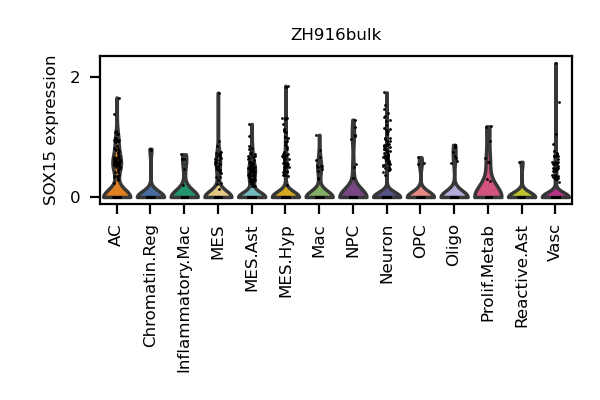 ZH916bulk
SOX15 expression
2
0
AC
Chromatin.Reg
Inflammatory.Mac
MES
MES.Ast
MES.Hyp
Mac
NPC
Neuron
OPC
Oligo
Prolif.Metab
Reactive.Ast
Vasc